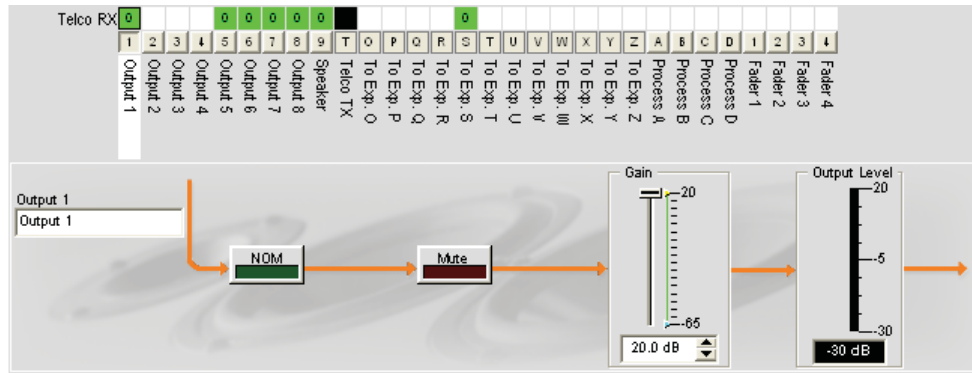 Telco RX 0 0 0 0 0 0 0
1 2 3 4 5 6 7 8 9 T O P Q R S T U V W X Y Z A B C D 1 2 3 4
Output 1
Output 2
Output 3
Output 4
Output 5
Output 6
Output 7
Output 8
Speaker
Telco TX
To Exp. O
To Exp. P
To Exp. Q
To Exp. R
To Exp. S
To Exp. T
To Exp. U
To Exp. V
To Exp. W
To Exp. X
To Exp. Y
To Exp. Z
Process A
Process B
Process C
Process D
Fader 1
Fader 2
Fader 3
Fader 4
Output 1
Output 1
NOM
Mute
Gain
20
-65
20.0 dB
Output Level
20
-5
-30
-30 dB